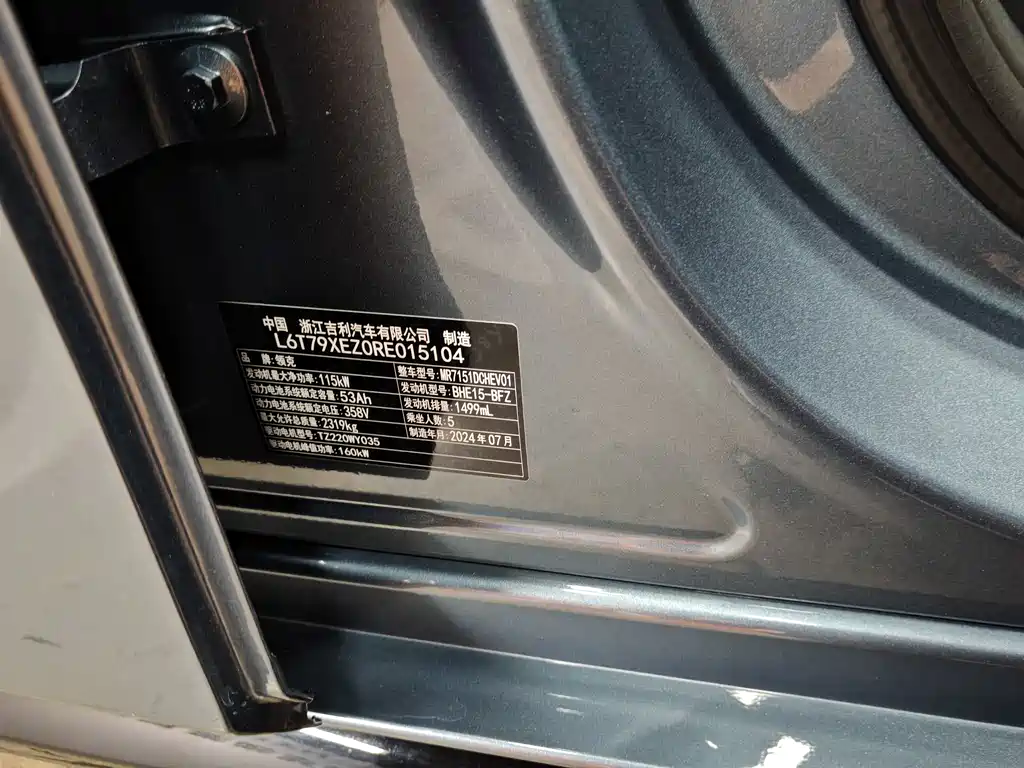 中国 浙江吉利汽车有限公司 制造
L6T79XEZ0RE015104
品 牌:领克
整车型号:MR7151DCHEV01
发动机最大净功率:115kW
发动机型号:BHE15-BFZ
动力电池系统额定容量:53Ah
发动机排量:1499mL
动力电池系统额定电压:358V
乘坐人数:5
最大允许总质量:2319kg
制造年月:2024年07月
驱动电机型号:TZ220WY035
驱动电机峰值功率:160kW